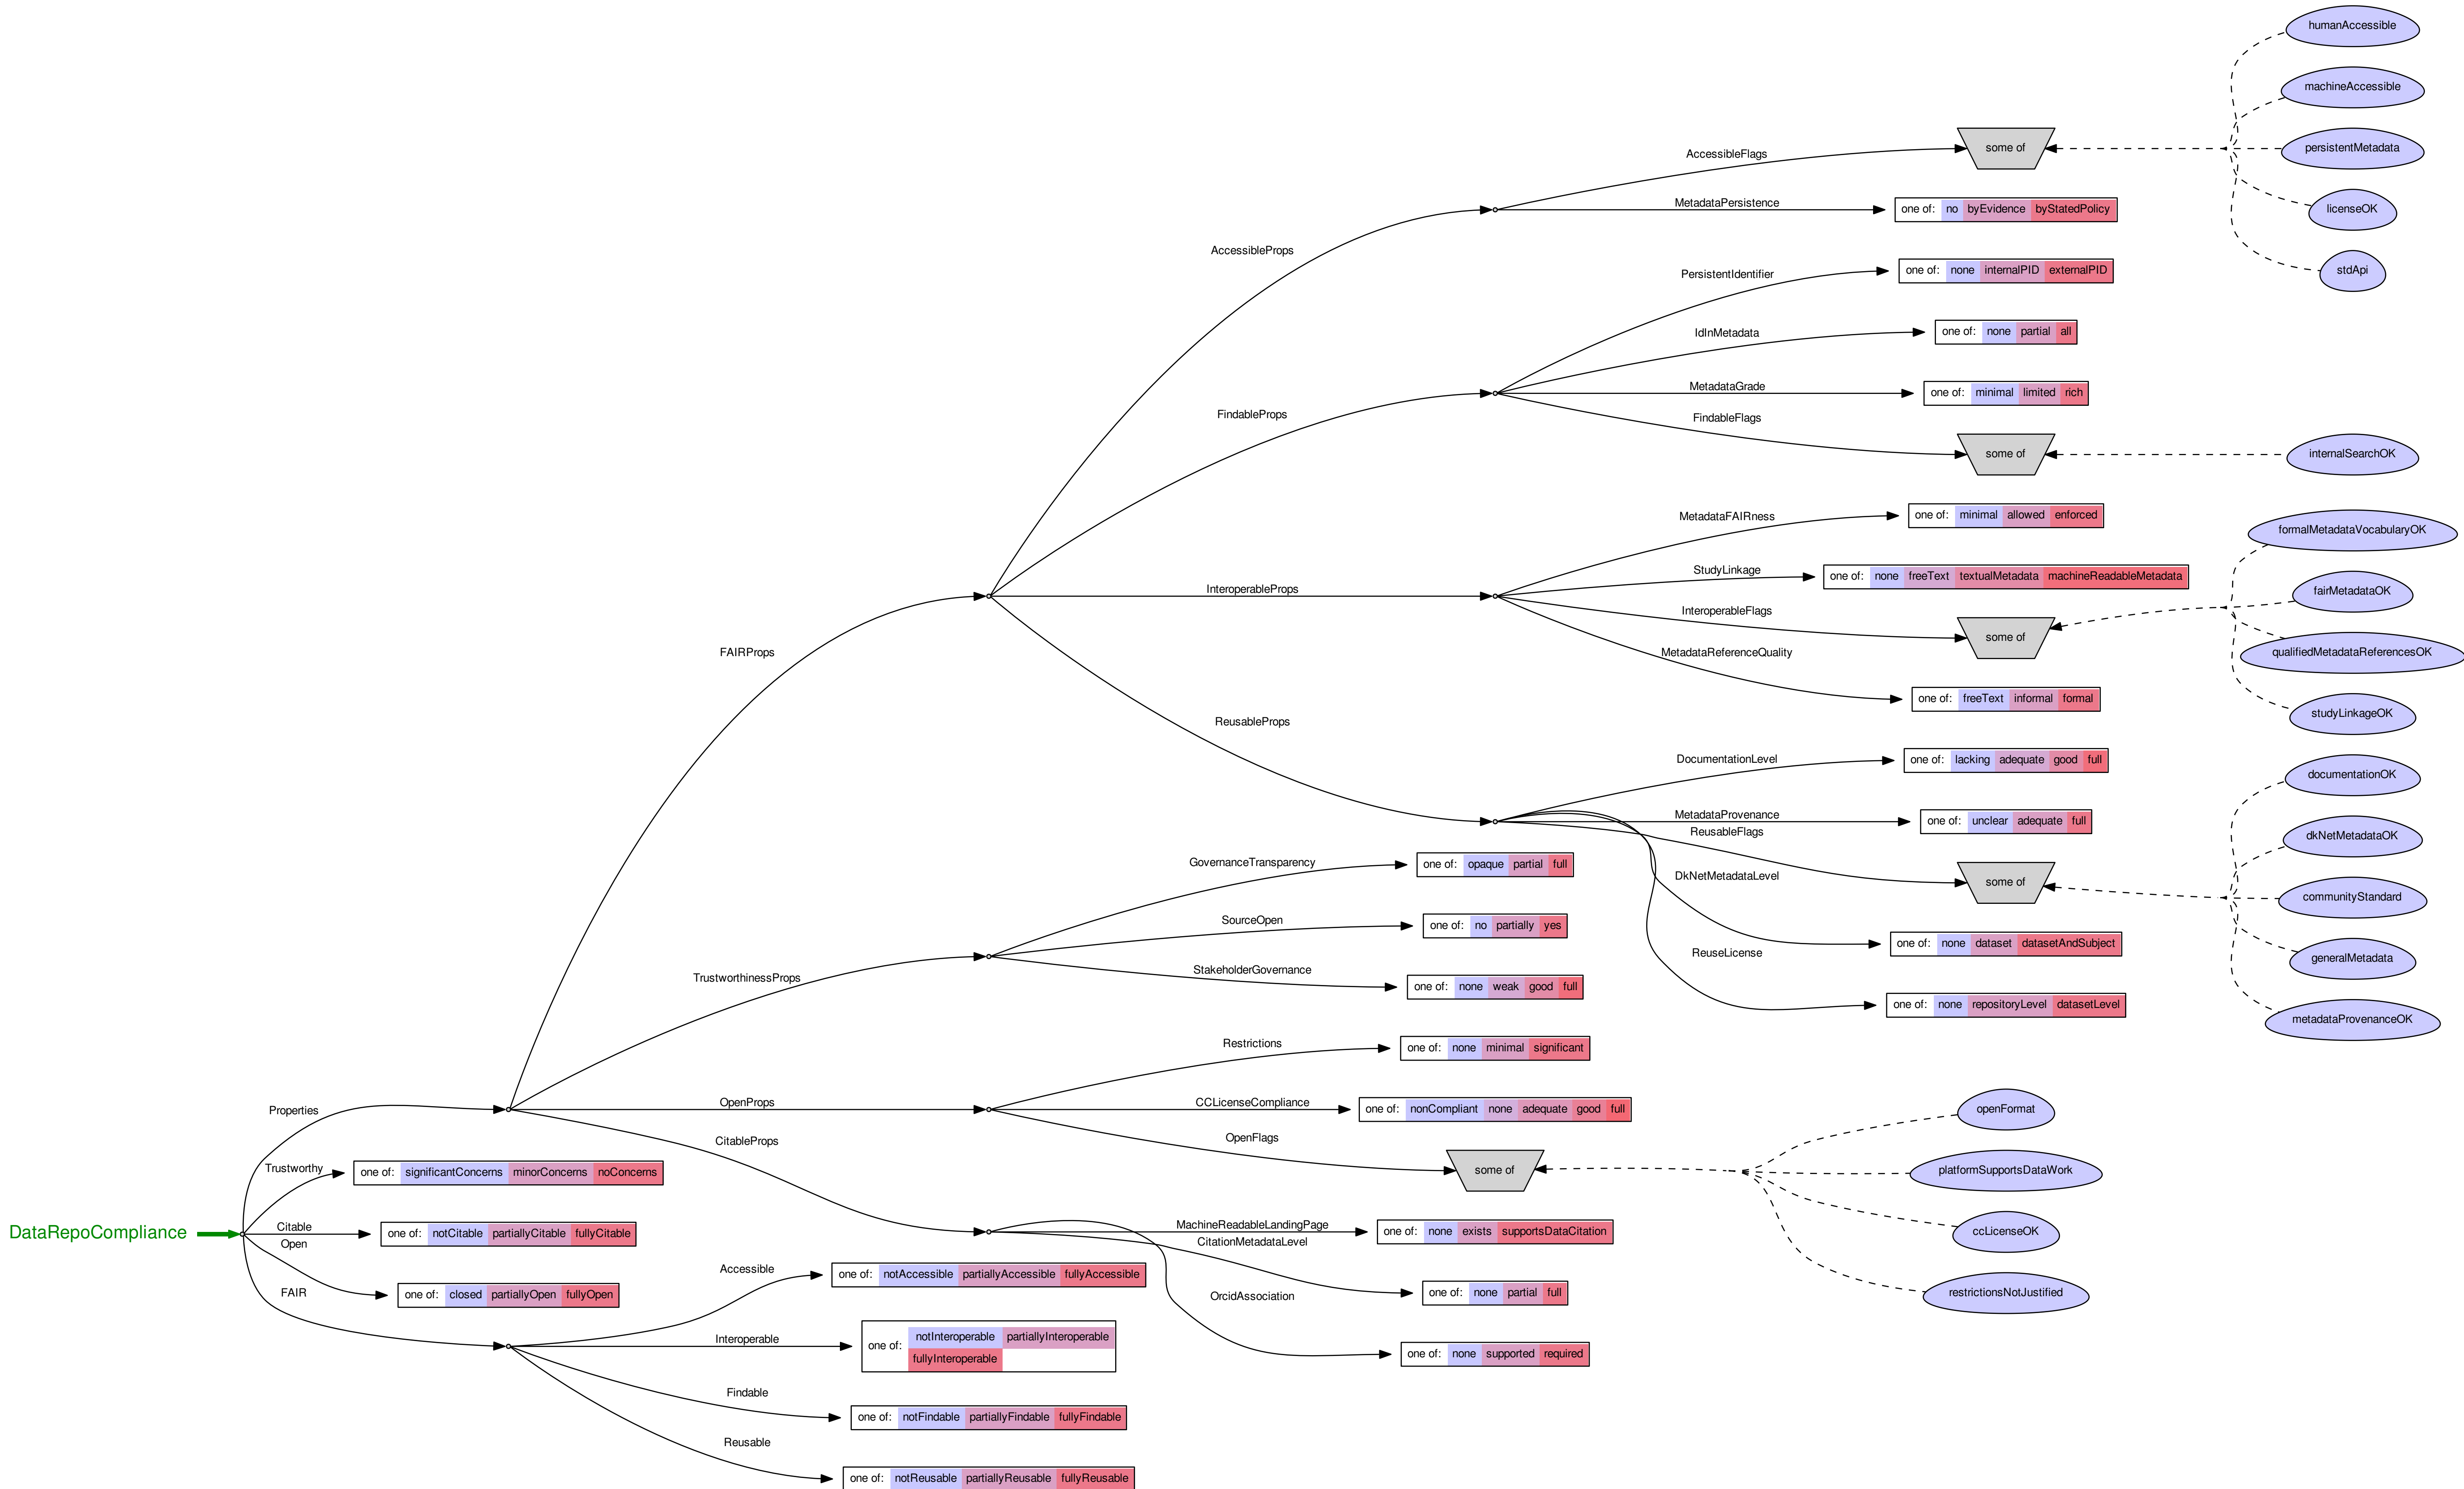 humanAccessible
machineAccessible
AccessibleFlags
some of
persistentMetadata
MetadataPersistence
one of: no byEvidence byStatedPolicy
licenseOK
AccessibleProps
PersistentIdentifier
one of: none internalPID externalPID
stdApi
IdInMetadata
one of: none partial all
MetadataGrade
one of: minimal limited rich
FindableProps
FindableFlags
some of
internalSearchOK
MetadataFAIRness
one of: minimal allowed enforced
formalMetadataVocabularyOK
StudyLinkage
one of: none freeText textualMetadata machineReadableMetadata
fairMetadataOK
InteroperableProps
InteroperableFlags
some of
FAIRProps
MetadataReferenceQuality
qualifiedMetadataReferencesOK
one of: freeText informal formal
studyLinkageOK
ReusableProps
DocumentationLevel
one of: lacking adequate good full
documentationOK
MetadataProvenance
one of: unclear adequate full
ReusableFlags
dkNetMetadataOK
GovernanceTransparency
one of: opaque partial full
DkNetMetadataLevel
some of
communityStandard
SourceOpen
one of: no partially yes
one of: none dataset datasetAndSubject
ReuseLicense
generalMetadata
TrustworthinessProps
StakeholderGovernance
one of: none weak good full
one of: none repositoryLevel datasetLevel
metadataProvenanceOK
Restrictions
one of: none minimal significant
Properties
OpenProps
CCLicenseCompliance
one of: nonCompliant none adequate good full
openFormat
CitableProps
OpenFlags
some of
platformSupportsDataWork
Trustworthy
one of: significantConcerns minorConcerns noConcerns
DataRepoCompliance
Citable
one of: notCitable partiallyCitable fullyCitable
MachineReadableLandingPage
one of: none exists supportsDataCitation
ccLicenseOK
Open
CitationMetadataLevel
Accessible
one of: notAccessible partiallyAccessible fullyAccessible
one of: closed partiallyOpen fullyOpen
FAIR
OrcidAssociation
one of: none partial full
restrictionsNotJustified
Interoperable
one of: notInteroperable partiallyInteroperable
fullyInteroperable
one of: none supported required
Findable
one of: notFindable partiallyFindable fullyFindable
Reusable
one of: notReusable partiallyReusable fullyReusable